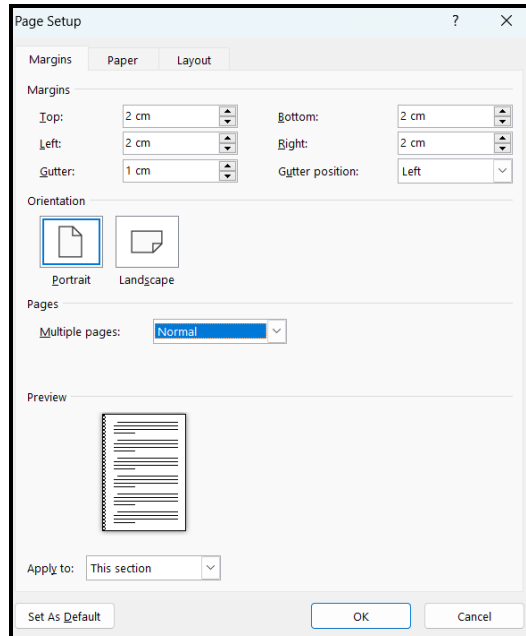 Page Setup ? ×
Margins Paper Layout
Margins
Top: 2 cm Bottom: 2 cm
Left: 2 cm Right: 2 cm
Gutter: 1 cm Gutter position: Left
Orientation
Portrait Landscape
Pages
Multiple pages: Normal
Preview
Apply to: This section
Set As Default OK Cancel